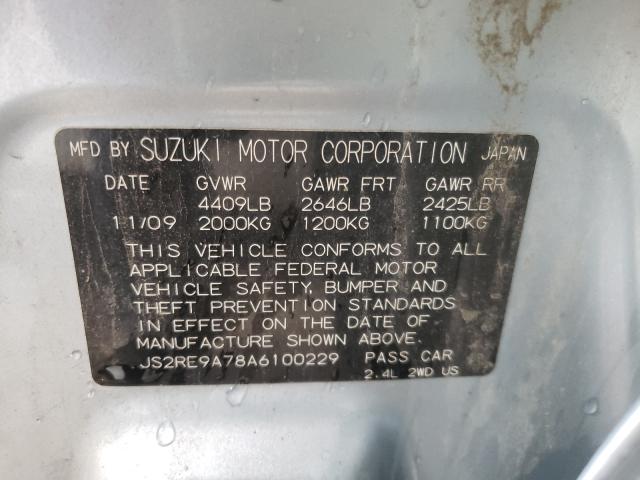 MFD BY SUZUKI MOTOR CORPORATION JAPAN
DATE GVWR GAWR FRT GAWR RR
4409LB 2646LB 2425LB
11/09 2000KG 1200KG 1100KG
THIS VEHICLE CONFORMS TO ALL
APPLICABLE FEDERAL MOTOR
VEHICLE SAFETY, BUMPER AND
THEFT PREVENTION STANDARDS
IN EFFECT ON THE DATE OF
MANUFACTURE SHOWN ABOVE.
JS2RE9A78A6100229 PASS CAR
2.4L 2WD US